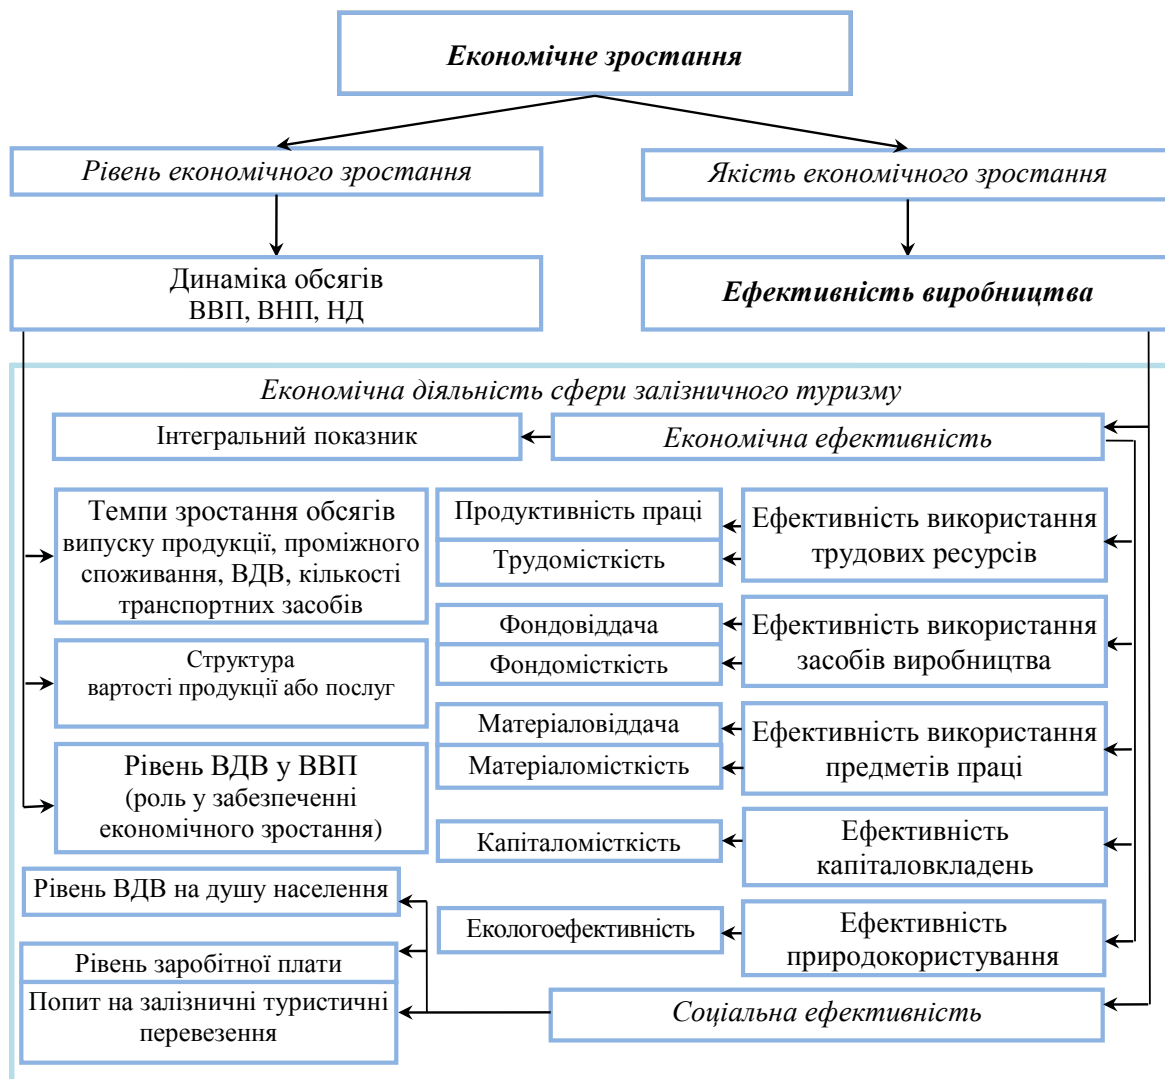 Економічне зростання
Рівень економічного зростання
Якість економічного зростання
Динаміка обсягів
ВВП, ВНП, НД
Ефективність виробництва
Економічна діяльність сфери залізничного туризму
Інтегральний показник
Економічна ефективність
Темпи зростання обсягів
випуску продукції, проміжного
споживання, ВДВ, кількості
транспортних засобів
Продуктивність праці
Трудомісткість
Ефективність використання
трудових ресурсів
Структура
вартості продукції або послуг
Фондовіддача
Фондомісткість
Ефективність використання
засобів виробництва
Рівень ВДВ у ВВП
(роль у забезпеченні
економічного зростання)
Матеріаловіддача
Матеріаломісткість
Ефективність використання
предметів праці
Капіталомісткість
Ефективність
капіталовкладень
Рівень ВДВ на душу населення
Екологоефективність
Ефективність
природокористування
Рівень заробітної плати
Попит на залізничні туристичні
перевезення
Соціальна ефективність